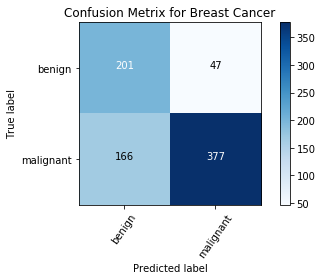 Confusion Metrix for Breast Cancer
True label
benign
201
47
malignant
166
377
benign
malignant
Predicted label
350
300
250
200
150
100
50